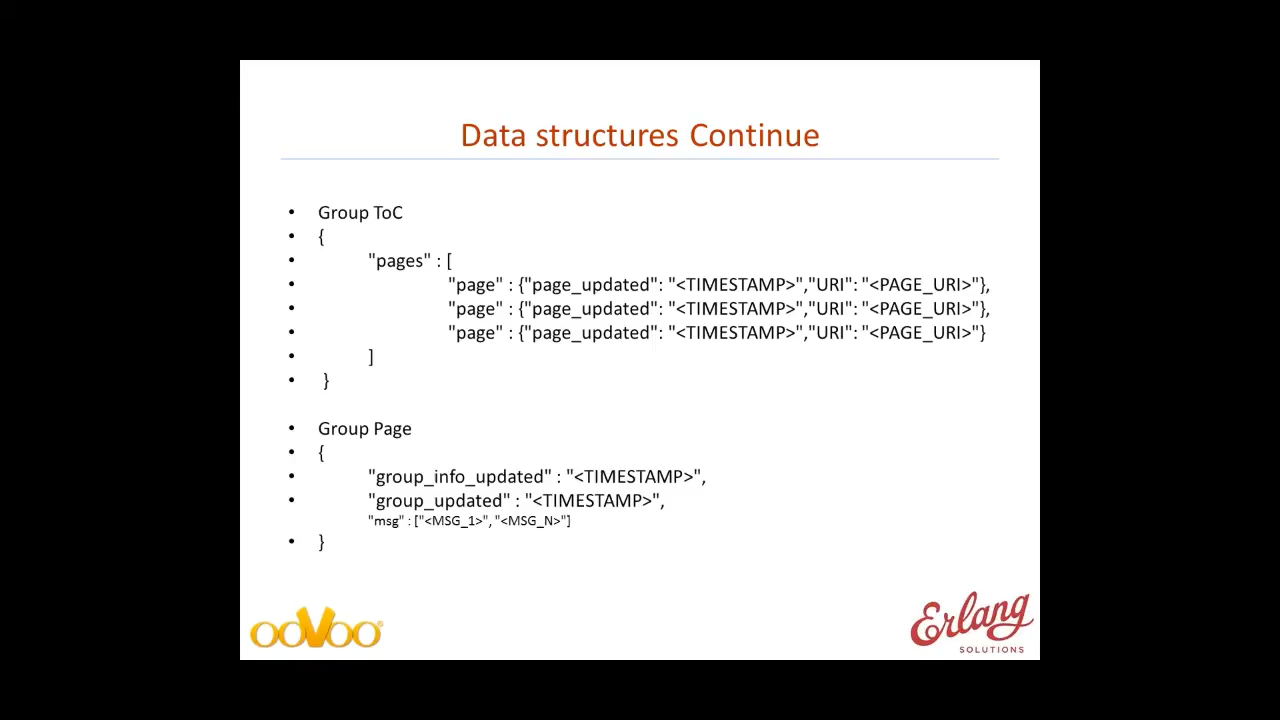 Data structures Continue
• Group ToC
• {
• "pages" : [
• "page" : {"page_updated": "<TIMESTAMP>","URI": "<PAGE_URI>"},
• "page" : {"page_updated": "<TIMESTAMP>","URI": "<PAGE_URI>"},
• "page" : {"page_updated": "<TIMESTAMP>","URI": "<PAGE_URI>"}
• ]
• }
• Group Page
• {
• "group_info_updated" : "<TIMESTAMP>",
• "group_updated" : "<TIMESTAMP>",
"msg" : ["<MSG_1>", "<MSG_N>"]
• }
ooVoo®
Erlang
SOLUTIONS